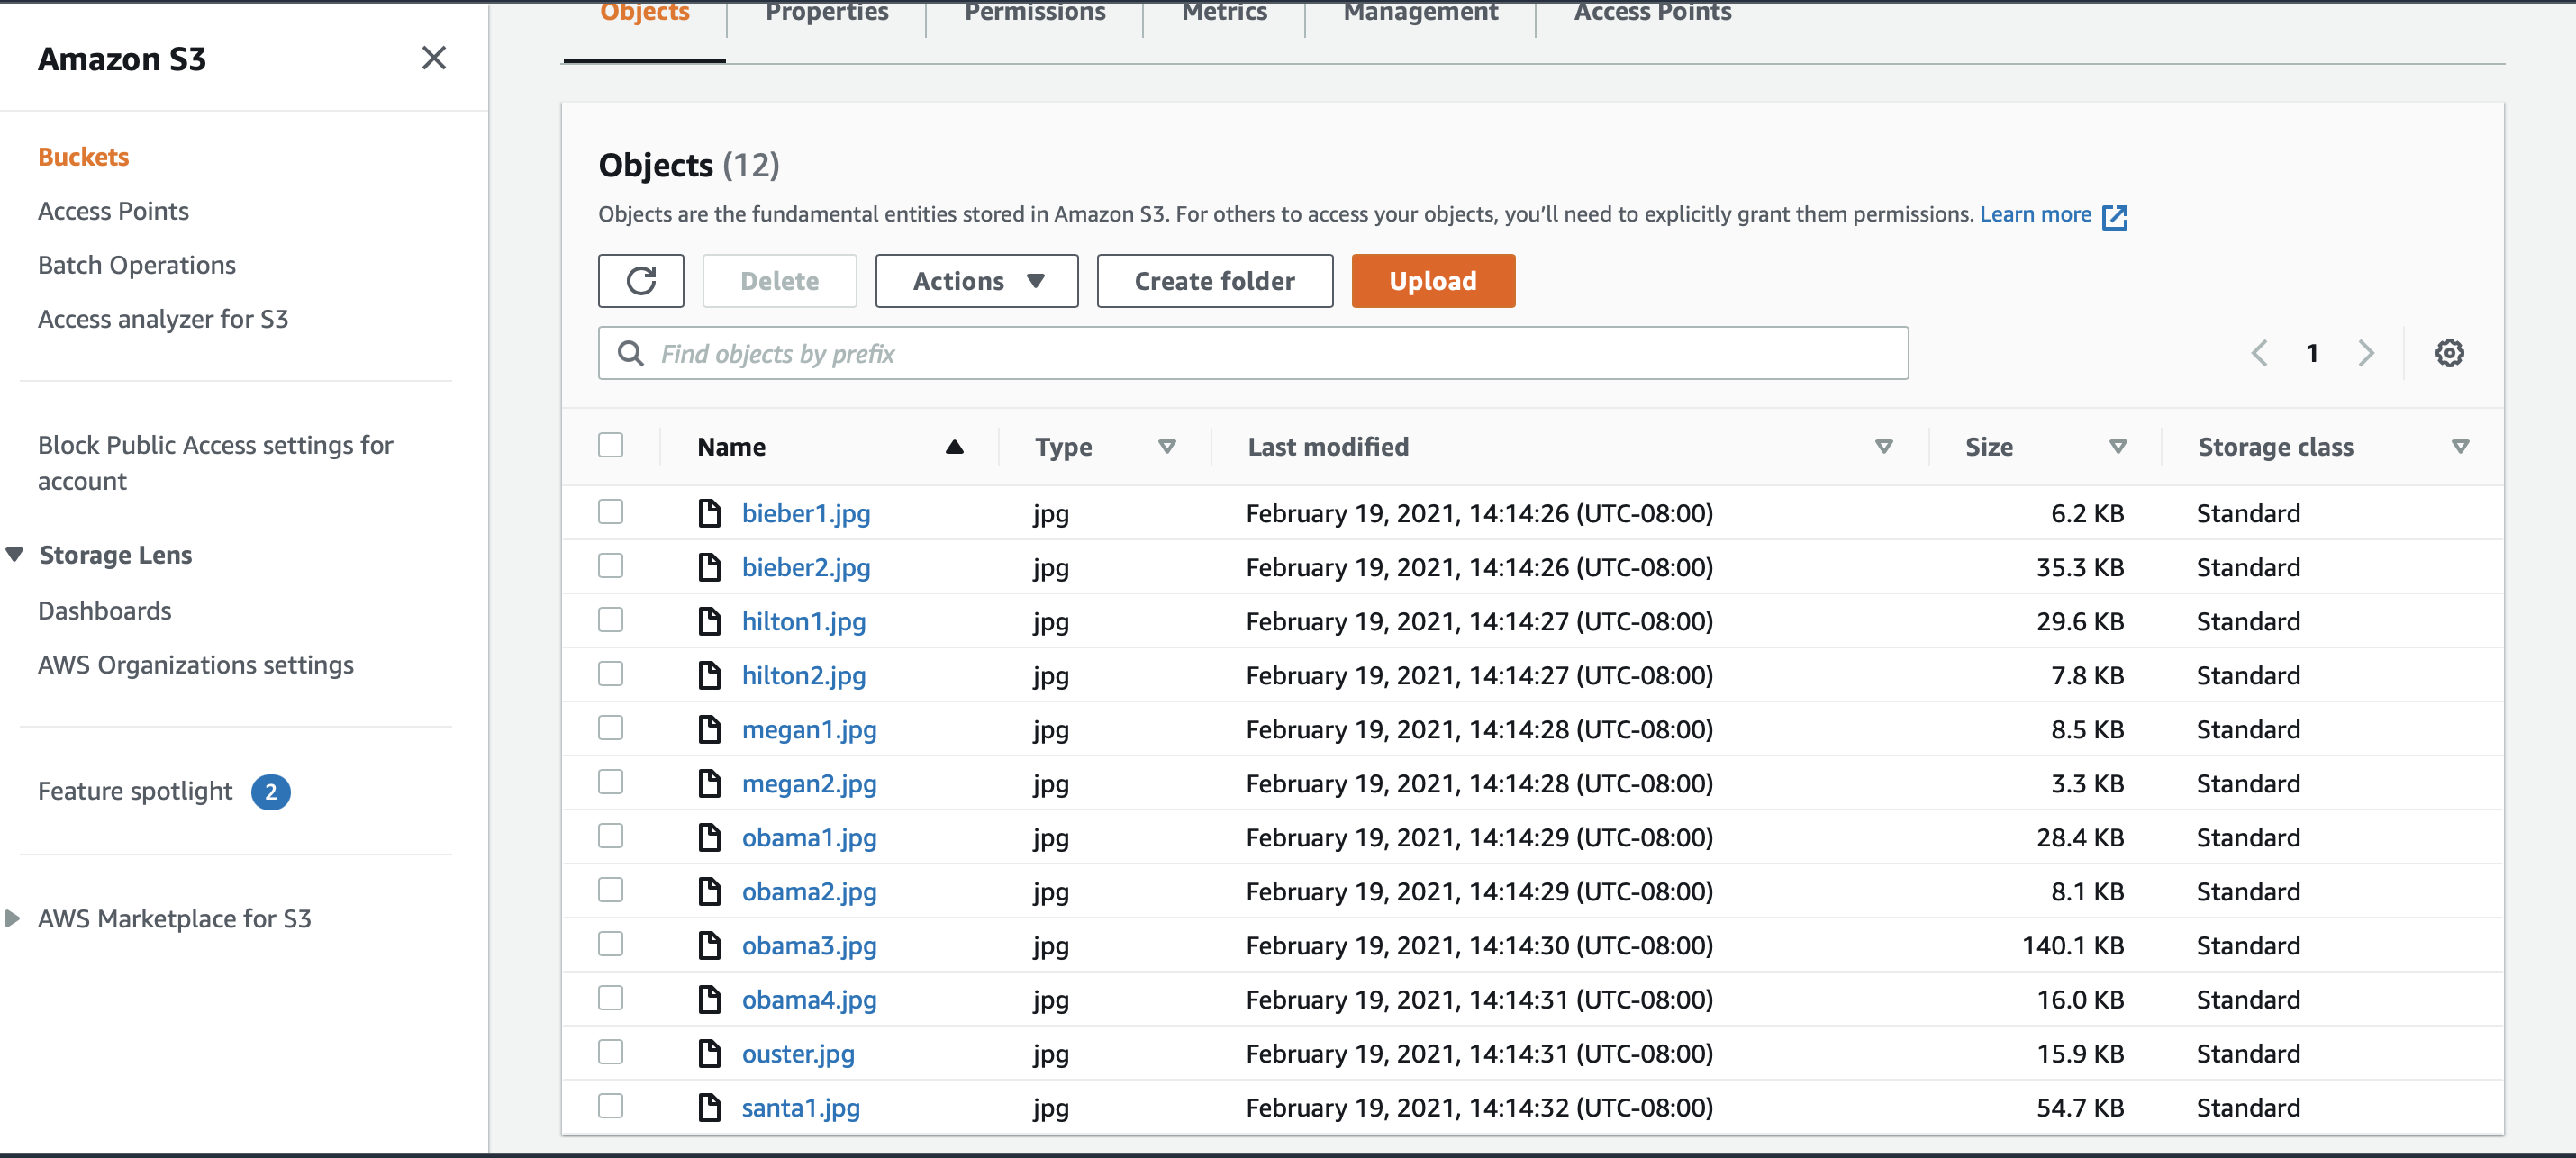 Amazon S3
Buckets
Access Points
Batch Operations
Access analyzer for S3
Block Public Access settings for
account
Storage Lens
Dashboards
AWS Organizations settings
Feature spotlight 2
AWS Marketplace for S3
Objects Properties Permissions Metrics Management Access Points
Objects (12)
Objects are the fundamental entities stored in Amazon S3. For others to access your objects, you’ll need to explicitly grant them permissions. Learn more
Delete Actions Create folder Upload
Find objects by prefix 1
Name Type Last modified Size Storage class
bieber1.jpg jpg February 19, 2021, 14:14:26 (UTC-08:00) 6.2 KB Standard
bieber2.jpg jpg February 19, 2021, 14:14:26 (UTC-08:00) 35.3 KB Standard
hilton1.jpg jpg February 19, 2021, 14:14:27 (UTC-08:00) 29.6 KB Standard
hilton2.jpg jpg February 19, 2021, 14:14:27 (UTC-08:00) 7.8 KB Standard
megan1.jpg jpg February 19, 2021, 14:14:28 (UTC-08:00) 8.5 KB Standard
megan2.jpg jpg February 19, 2021, 14:14:28 (UTC-08:00) 3.3 KB Standard
obama1.jpg jpg February 19, 2021, 14:14:29 (UTC-08:00) 28.4 KB Standard
obama2.jpg jpg February 19, 2021, 14:14:29 (UTC-08:00) 8.1 KB Standard
obama3.jpg jpg February 19, 2021, 14:14:30 (UTC-08:00) 140.1 KB Standard
obama4.jpg jpg February 19, 2021, 14:14:31 (UTC-08:00) 16.0 KB Standard
ouster.jpg jpg February 19, 2021, 14:14:31 (UTC-08:00) 15.9 KB Standard
santa1.jpg jpg February 19, 2021, 14:14:32 (UTC-08:00) 54.7 KB Standard